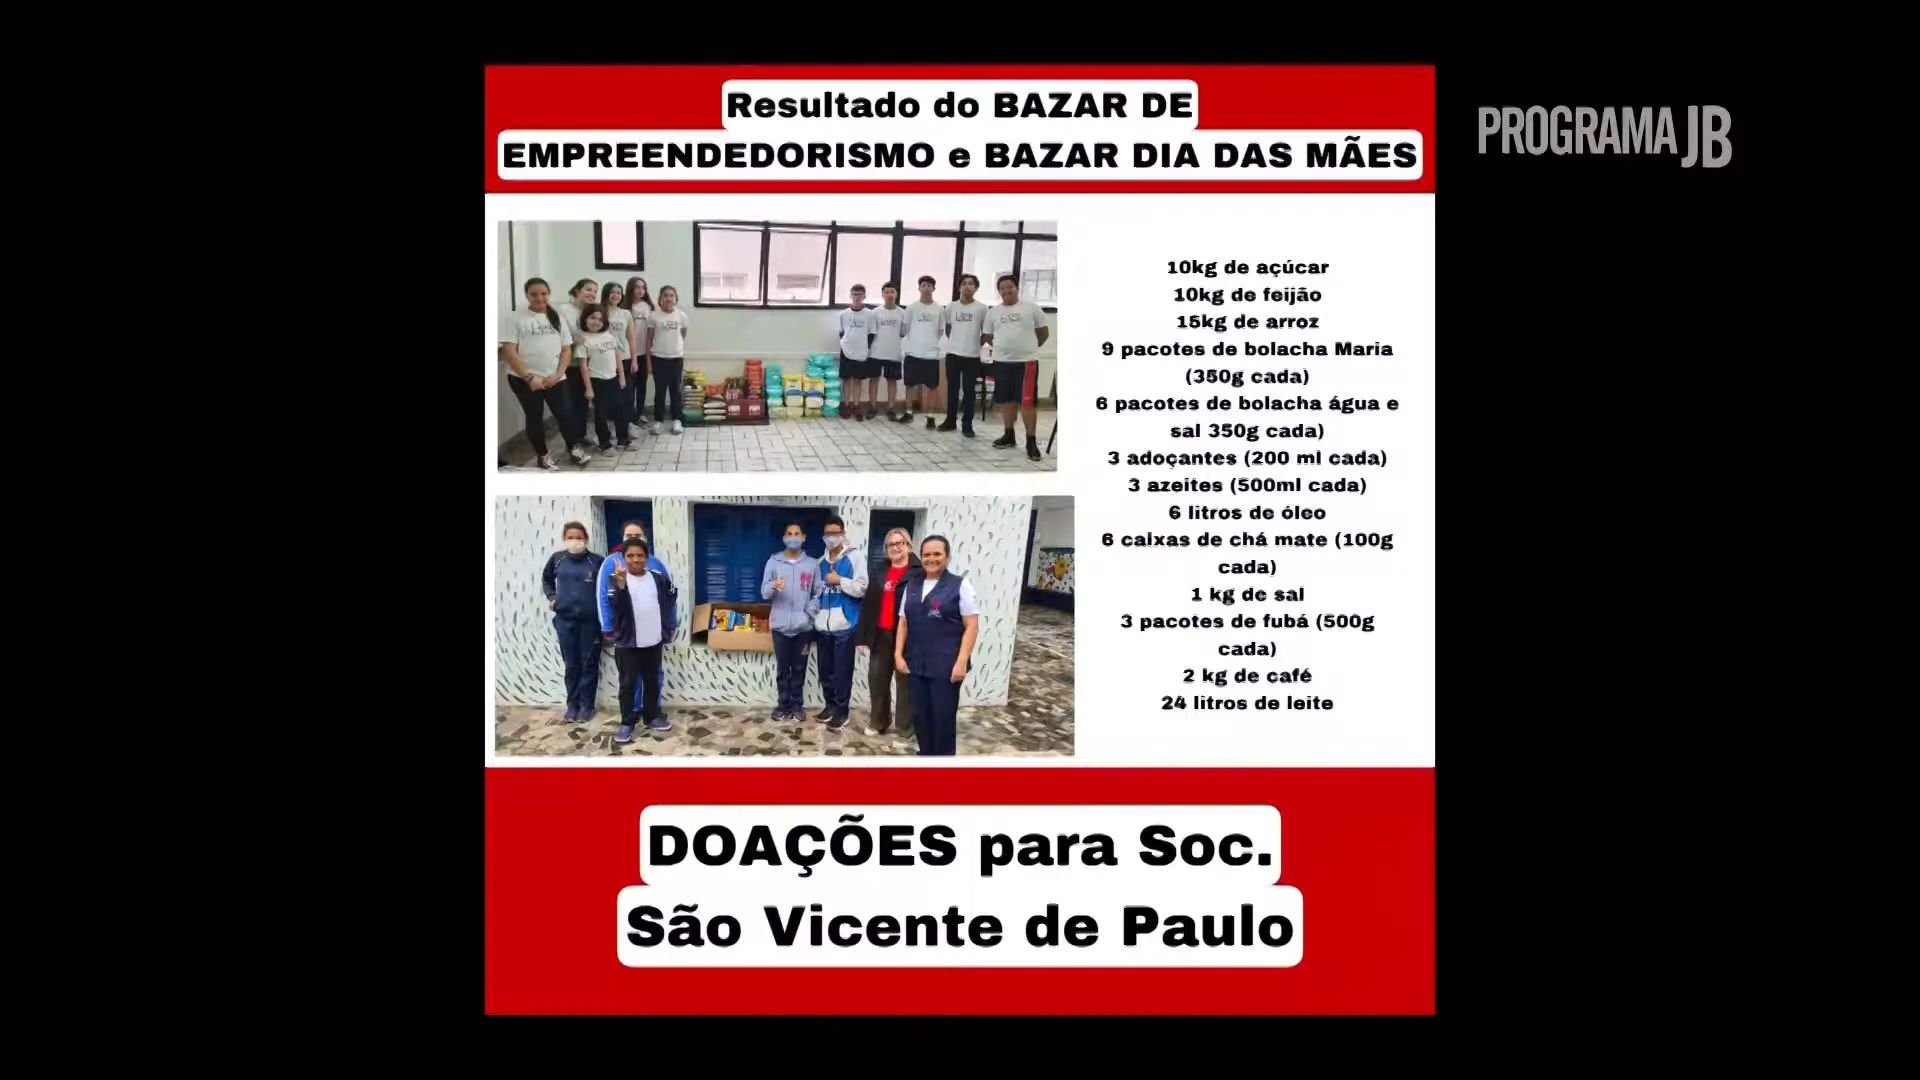 Resultado do BAZAR DE
EMPREENDEDORISMO e BAZAR DIA DAS MÃES
PROGRAMA JB
10kg de açúcar
10kg de feijão
15kg de arroz
9 pacotes de bolacha Maria
(350g cada)
6 pacotes de bolacha água e
sal 350g cada)
3 adoçantes (200 ml cada)
3 azeites (500ml cada)
6 litros de óleo
6 caixas de chá mate (100g
cada)
1 kg de sal
3 pacotes de fubá (500g
cada)
2 kg de café
24 litros de leite
DOAÇÕES para Soc.
São Vicente de Paulo